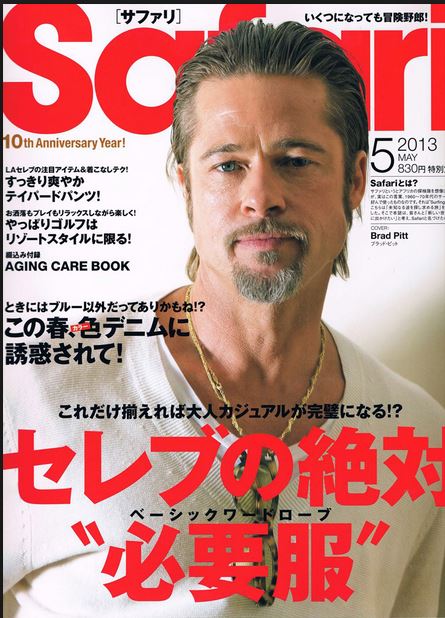 [サファリ]
いくつになっても冒険野郎!
Safari
10th Anniversary Year!
5 2013
MAY
830円 特別
LAセレブの注目アイテム&着こなしテク!
すっきり爽やか
テイパードパンツ!
お洒落もプレイもリラックスしながら楽しく!
やっぱりゴルフは
リゾートスタイルに限る!
綴込み付録
AGING CARE BOOK
Safariとは?
COVER:
Brad Pitt
ブラッド・ピット
ときにはブルー以外だってありかもね!?
この春、色カラーデニムに
誘惑されて!
これだけ揃えれば大人カジュアルが完璧になる!?
セレブの絶対
ベーシックワードローブ
“必要服”